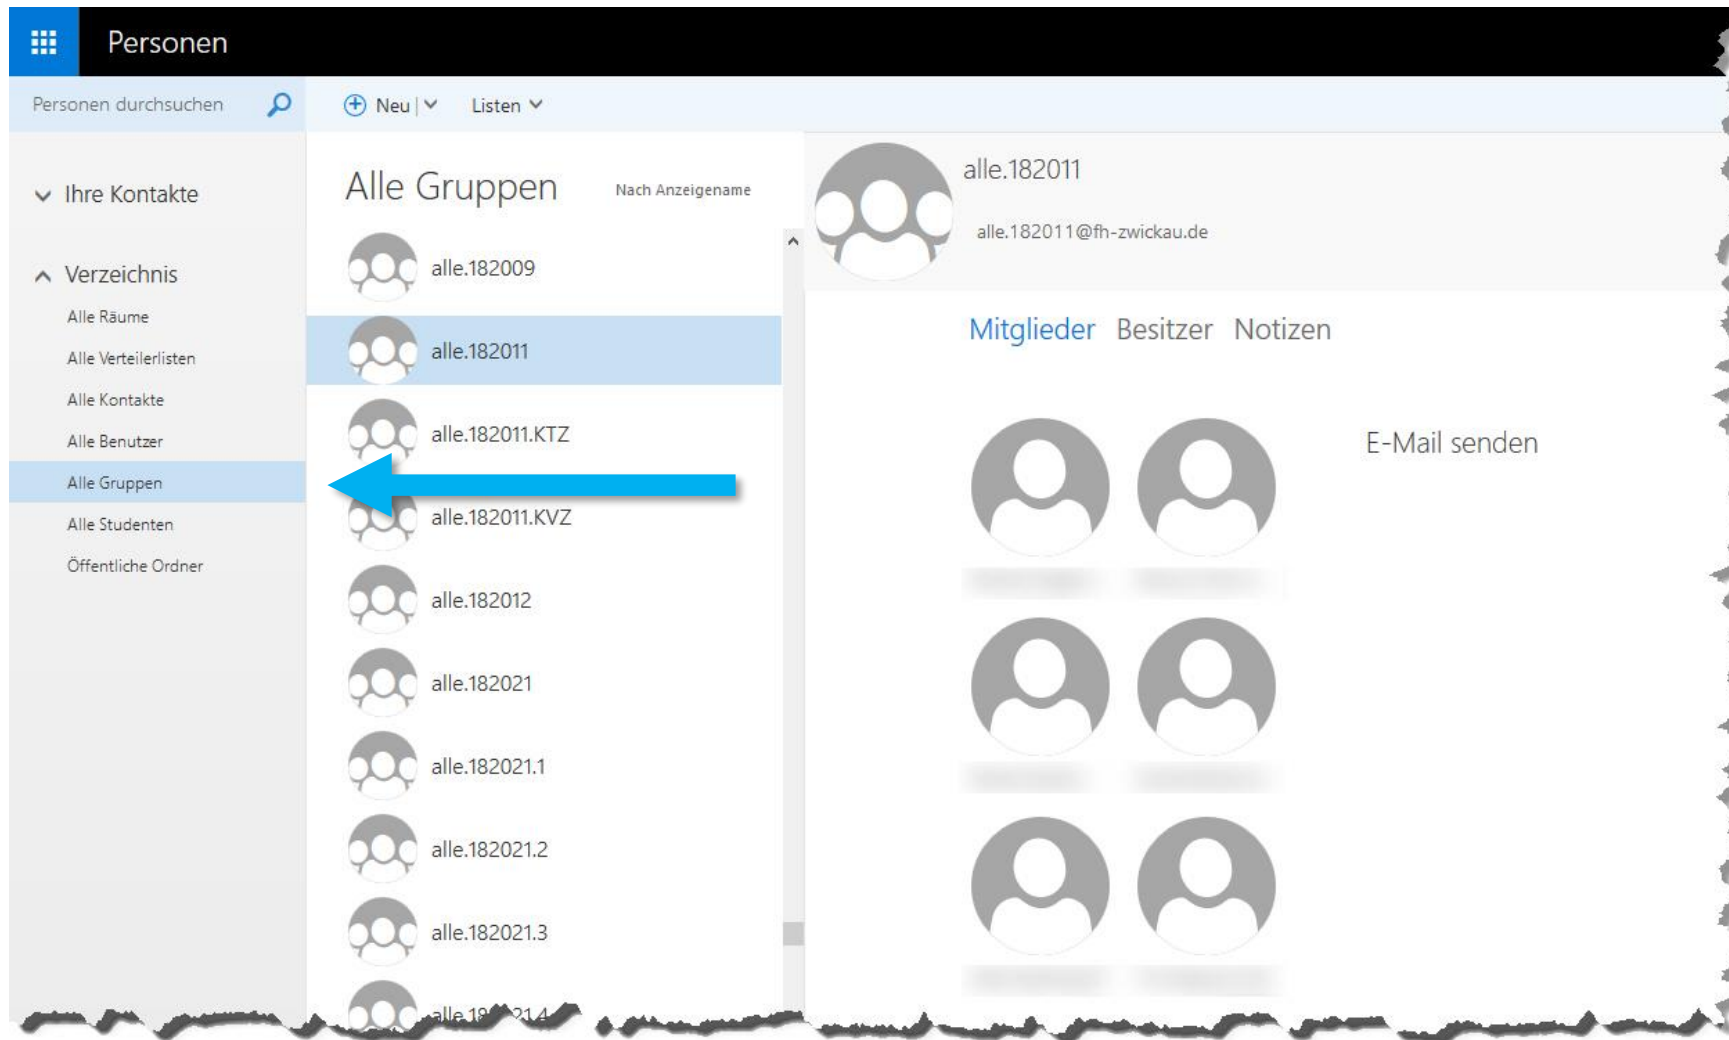 Personen
Personen durchsuchen
Neu
Listen
Ihre Kontakte
Verzeichnis
Alle Räume
Alle Verteilerlisten
Alle Kontakte
Alle Benutzer
Alle Gruppen
Alle Studenten
Öffentliche Ordner
Alle Gruppen
Nach Anzeigename
alle.182009
alle.182011
alle.182011.KTZ
alle.182011.KVZ
alle.182012
alle.182021
alle.182021.1
alle.182021.2
alle.182021.3
alle.182011
alle.182011@fh-zwickau.de
Mitglieder Besitzer Notizen
E-Mail senden